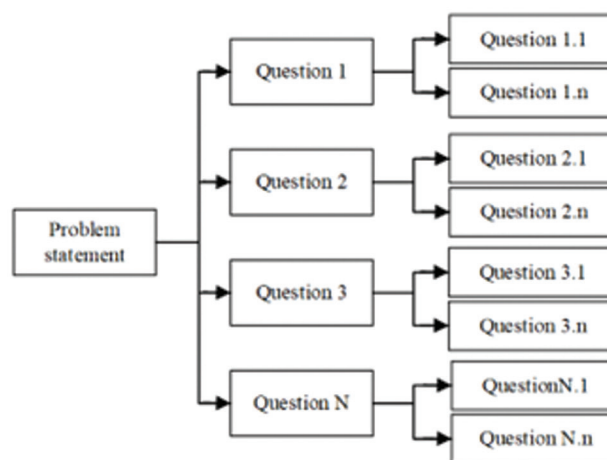 Problem
statement
Question 1
Question 1.1
Question 1.n
Question 2
Question 2.1
Question 2.n
Question 3
Question 3.1
Question 3.n
Question N
QuestionN.1
Question N.n